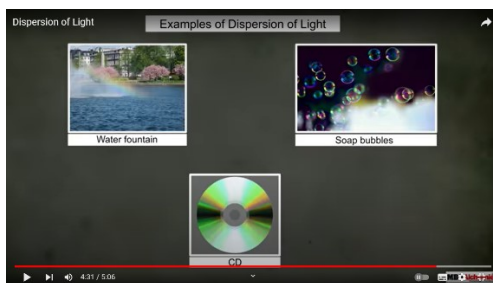 Dispersion of Light
Examples of Dispersion of Light
Water fountain
Soap bubbles
CD
4:31 / 5:06